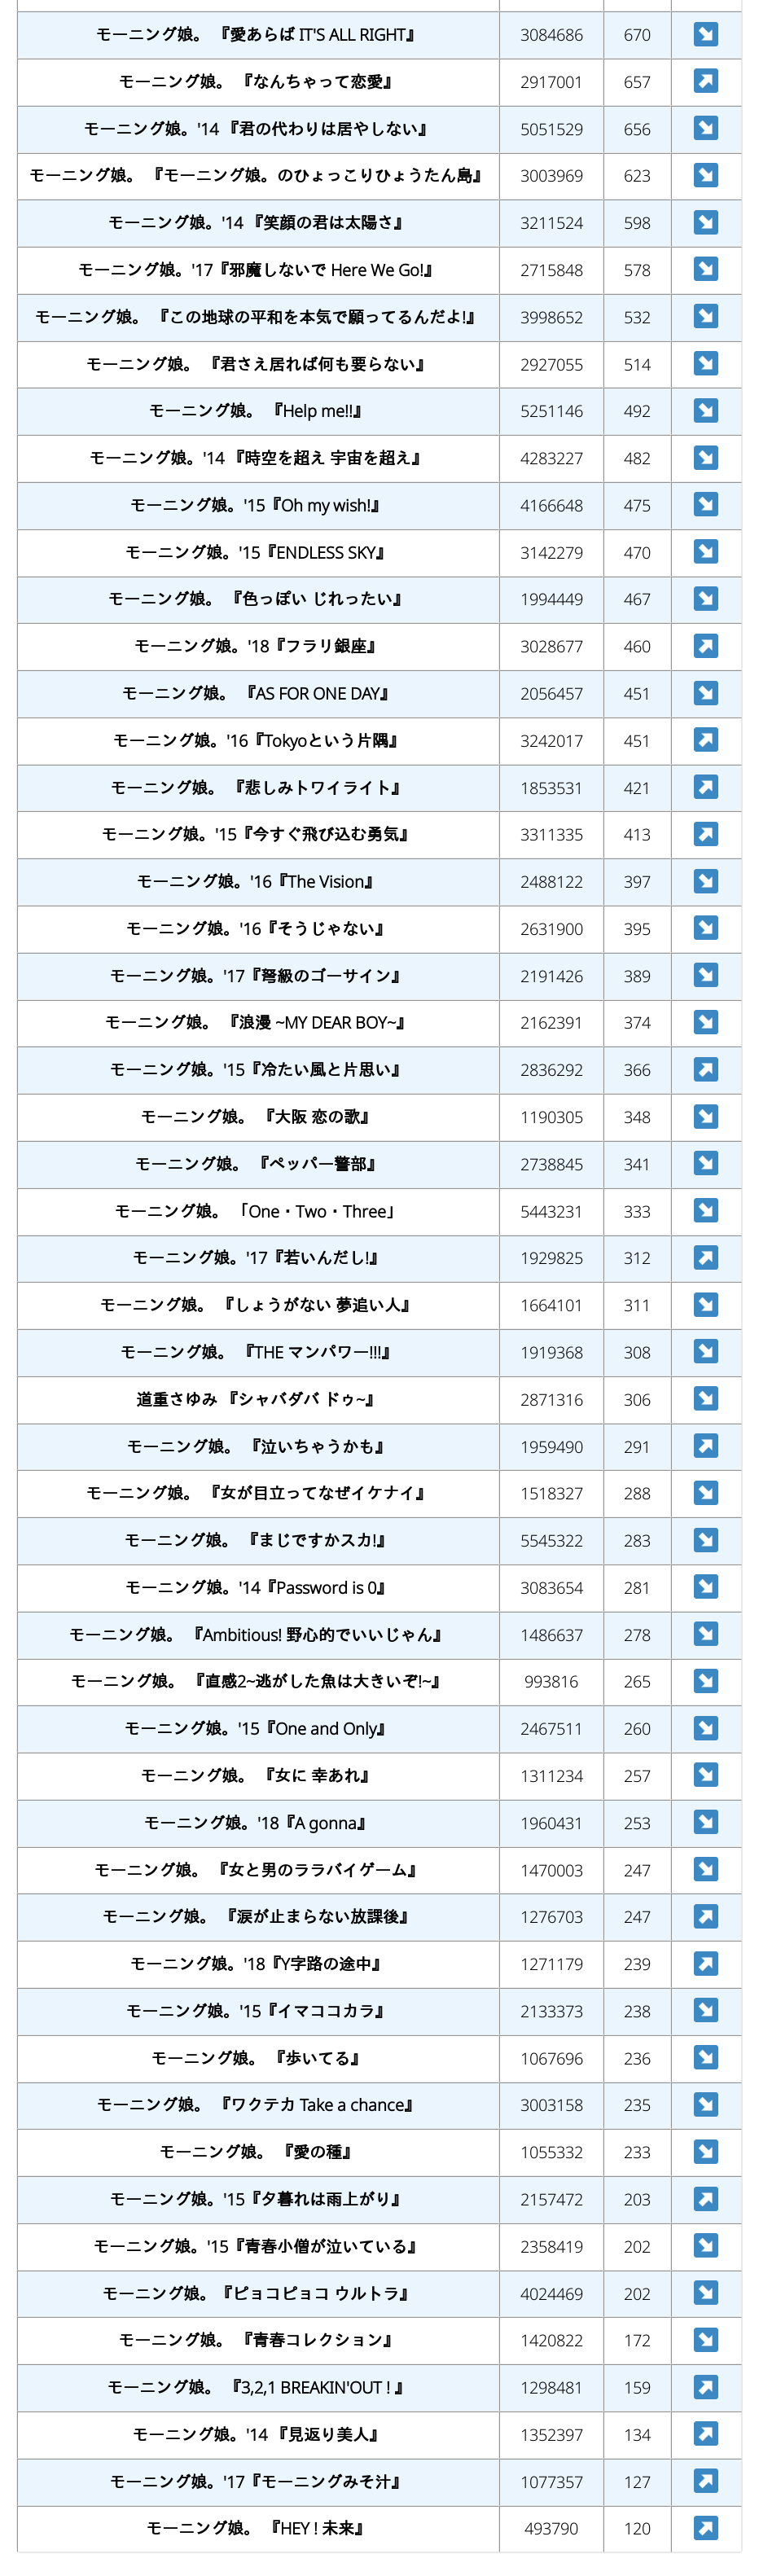 モーニング娘。 『愛あらば IT'S ALL RIGHT』 3084686 670
モーニング娘。 『なんちゃって恋愛』 2917001 657
モーニング娘。'14 『君の代わりは居やしない』 5051529 656
モーニング娘。 『モーニング娘。のひょっこりひょうたん島』 3003969 623
モーニング娘。'14 『笑顔の君は太陽さ』 3211524 598
モーニング娘。'17『邪魔しないで Here We Go!』 2715848 578
モーニング娘。 『この地球の平和を本気で願ってるんだよ!』 3998652 532
モーニング娘。 『君さえ居れば何も要らない』 2927055 514
モーニング娘。 『Help me!!』 5251146 492
モーニング娘。'14 『時空を超え 宇宙を超え』 4283227 482
モーニング娘。'15『Oh my wish!』 4166648 475
モーニング娘。'15『ENDLESS SKY』 3142279 470
モーニング娘。 『色っぽい じれったい』 1994449 467
モーニング娘。'18『フラリ銀座』 3028677 460
モーニング娘。 『AS FOR ONE DAY』 2056457 451
モーニング娘。'16『Tokyoという片隅』 3242017 451
モーニング娘。 『悲しみトワイライト』 1853531 421
モーニング娘。'15『今すぐ飛び込む勇気』 3311335 413
モーニング娘。'16『The Vision』 2488122 397
モーニング娘。'16『そうじゃない』 2631900 395
モーニング娘。'17『弩級のゴーサイン』 2191426 389
モーニング娘。 『浪漫 ~MY DEAR BOY~』 2162391 374
モーニング娘。'15『冷たい風と片思い』 2836292 366
モーニング娘。 『大阪 恋の歌』 1190305 348
モーニング娘。 『ペッパー警部』 2738845 341
モーニング娘。 「One・Two・Three」 5443231 333
モーニング娘。'17『若いんだし!』 1929825 312
モーニング娘。 『しょうがない 夢追い人』 1664101 311
モーニング娘。 『THE マンパワー!!!』 1919368 308
道重さゆみ 『シャバダバ ドゥ~』 2871316 306
モーニング娘。 『泣いちゃうかも』 1959490 291
モーニング娘。 『女が目立ってなぜイケナイ』 1518327 288
モーニング娘。 『まじですかスカ!』 5545322 283
モーニング娘。'14『Password is 0』 3083654 281
モーニング娘。 『Ambitious! 野心的でいいじゃん』 1486637 278
モーニング娘。 『直感2~逃がした魚は大きいぞ!~』 993816 265
モーニング娘。'15『One and Only』 2467511 260
モーニング娘。 『女に 幸あれ』 1311234 257
モーニング娘。'18『A gonna』 1960431 253
モーニング娘。 『女と男のララバイゲーム』 1470003 247
モーニング娘。 『涙が止まらない放課後』 1276703 247
モーニング娘。'18『Y字路の途中』 1271179 239
モーニング娘。'15『イマココカラ』 2133373 238
モーニング娘。 『歩いてる』 1067696 236
モーニング娘。 『ワクテカ Take a chance』 3003158 235
モーニング娘。 『愛の種』 1055332 233
モーニング娘。'15『夕暮れは雨上がり』 2157472 203
モーニング娘。'15『青春小僧が泣いている』 2358419 202
モーニング娘。『ピョコピョコ ウルトラ』 4024469 202
モーニング娘。 『青春コレクション』 1420822 172
モーニング娘。 『3,2,1 BREAKIN'OUT ! 』 1298481 159
モーニング娘。'14 『見返り美人』 1352397 134
モーニング娘。'17『モーニングみそ汁』 1077357 127
モーニング娘。 『HEY ! 未来』 493790 120